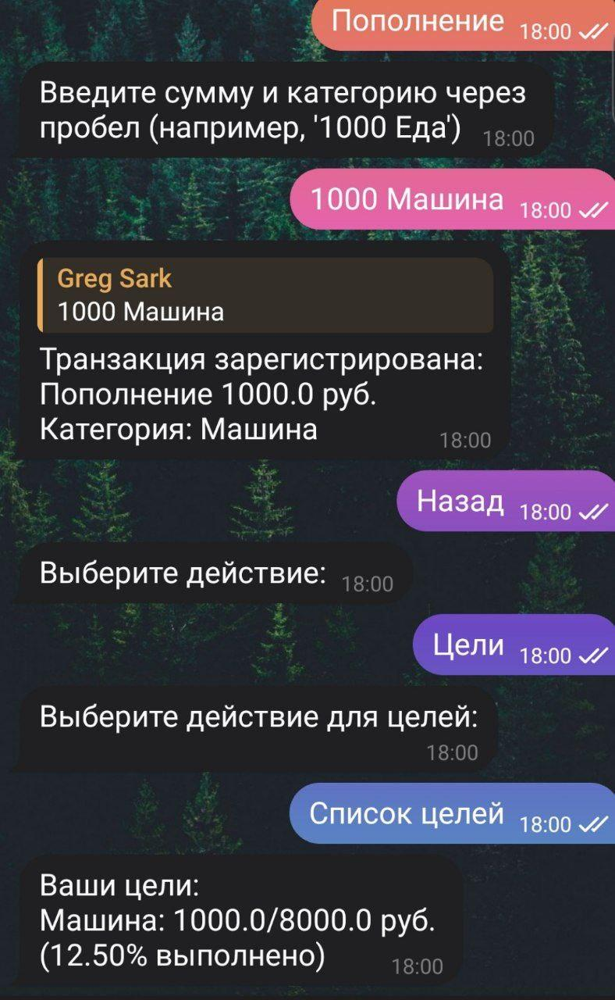 Пополнение 18:00
Введите сумму и категорию через
пробел (например, '1000 Еда') 18:00
1000 Машина 18:00
Greg Sark
1000 Машина
Транзакция зарегистрирована:
Пополнение 1000.0 руб.
Категория: Машина 18:00
Назад 18:00
Выберите действие: 18:00
Цели 18:00
Выберите действие для целей:
18:00
Список целей 18:00
Ваши цели:
Машина: 1000.0/8000.0 руб.
(12.50% выполнено) 18:00